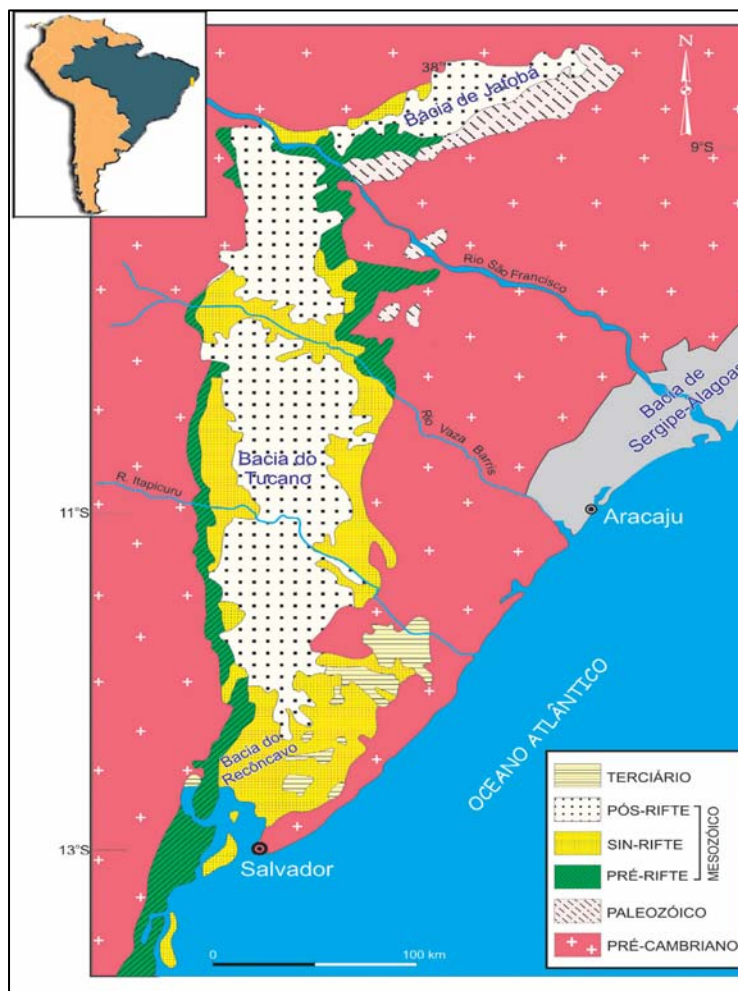 N
38°
Bacia de Jatobá
9°S
Rio São Francisco
Bacia de
Sergipe-Alagoas
Rio Vaza Barris
Bacia do
Tucano
R. Itapicuru
11°S
Aracaju
OCEANO ATLÂNTICO
Bacia do
Recôncavo
13°S
Salvador
0
100 km
TERCIÁRIO
PÓS-RIFTE
SIN-RIFTE
PRÉ-RIFTE
MESOZÓICO
PALEOZÓICO
PRÉ-CAMBRIANO